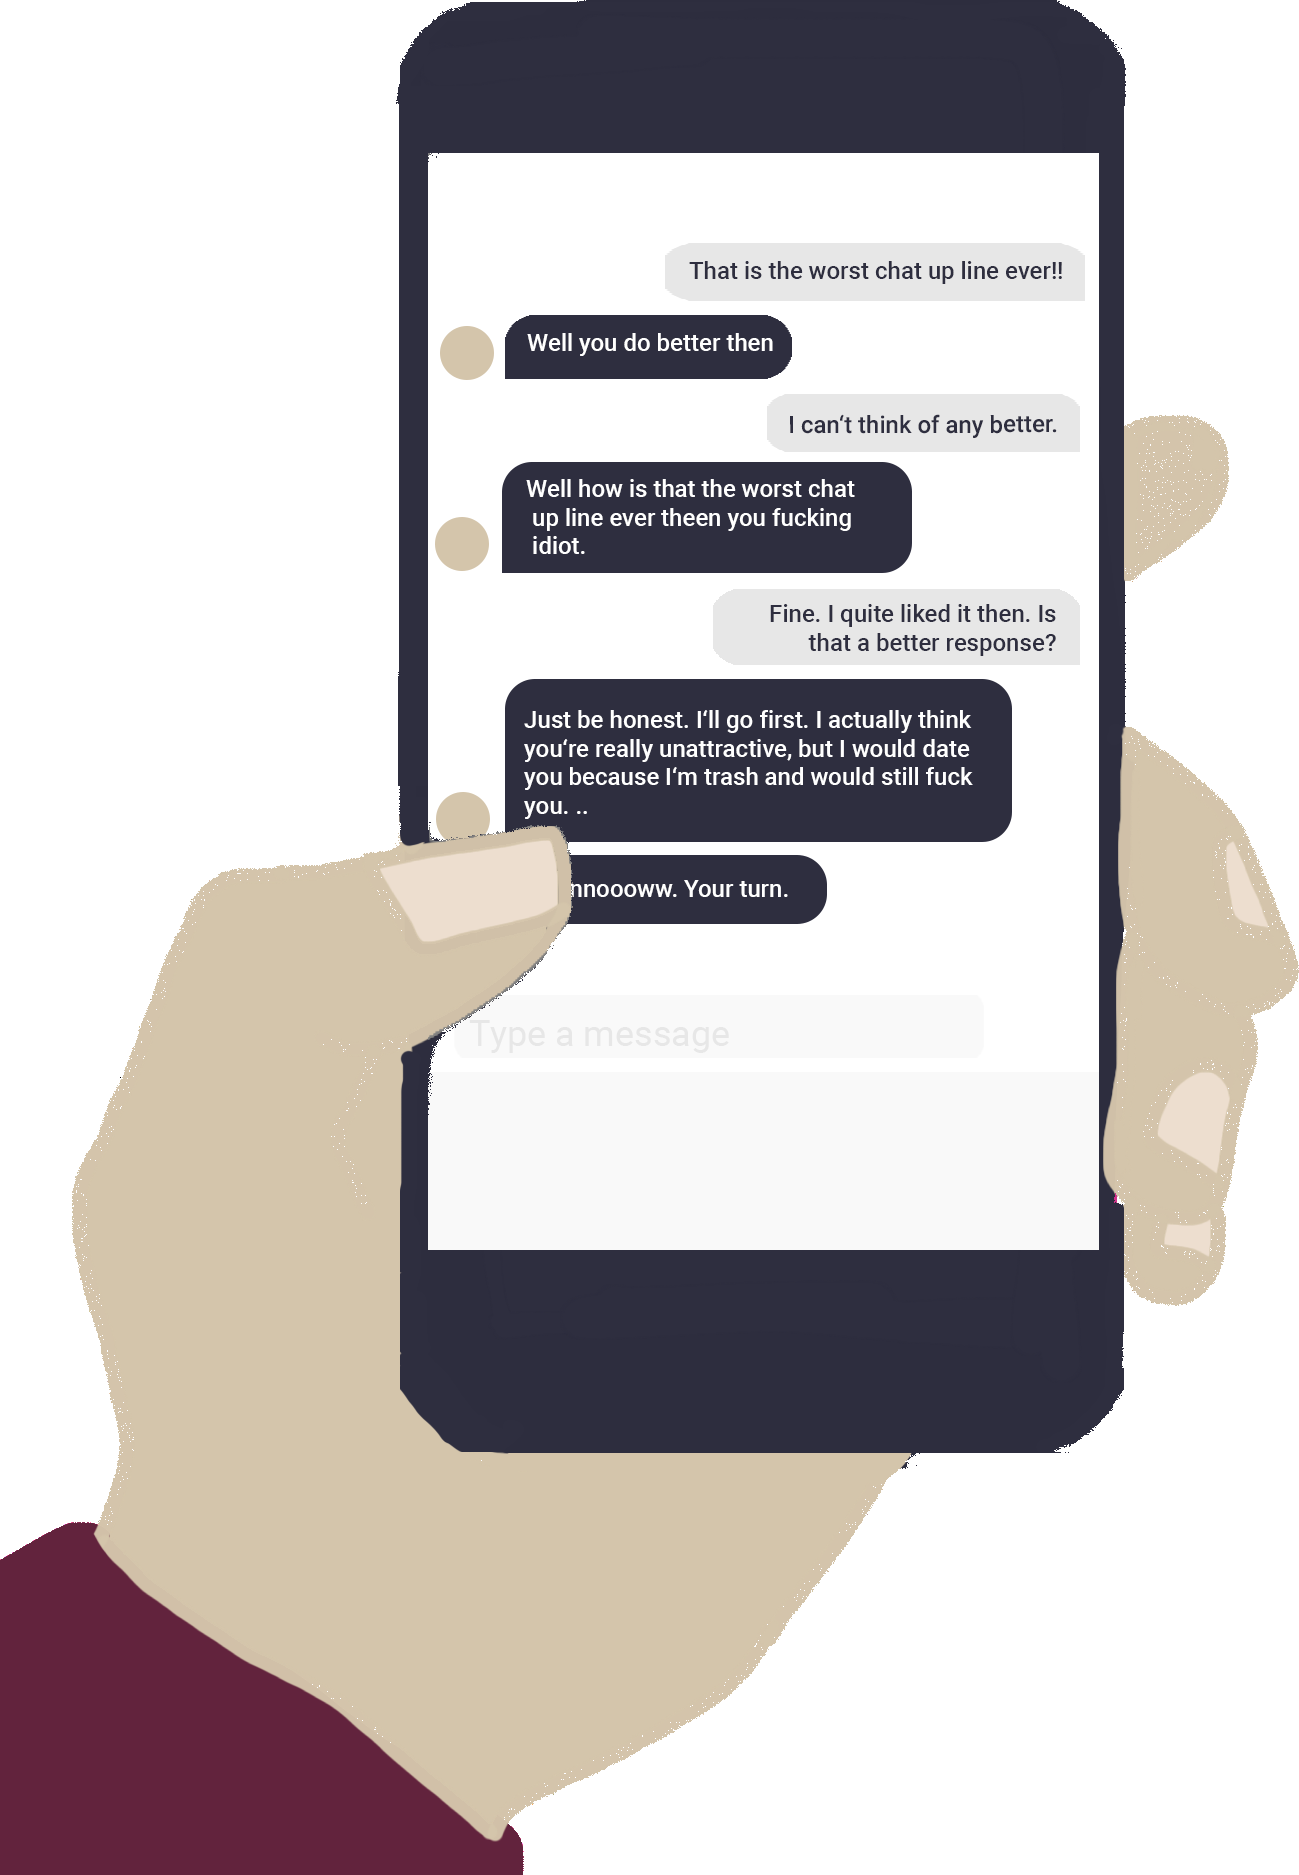 That is the worst chat up line ever!!
Well you do better then
I can‘t think of any better.
Well how is that the worst chat
up line ever theen you fucking
idiot.
Fine. I quite liked it then. Is
that a better response?
Just be honest. I‘ll go first. I actually think
you‘re really unattractive, but I would date
you because I‘m trash and would still fuck
you. ..
nnoooww. Your turn.
Type a message